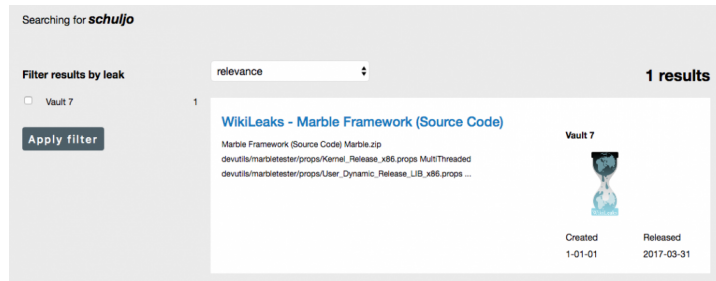 Searching for schuljo
Filter results by leak
Vault 7 1
Apply filter
relevance
1 results
WikiLeaks - Marble Framework (Source Code)
Marble Framework (Source Code) Marble.zip
devutils/marbletester/props/Kernel_Release_x86.props MultiThreaded
devutils/marbletester/props/User_Dynamic_Release_LIB_x86.props ...
Vault 7
Created Released
1-01-01 2017-03-31